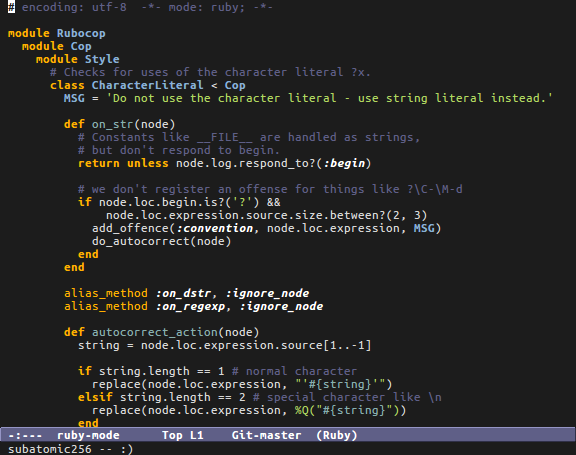 # encoding: utf-8  -*- mode: ruby; -*-

module Rubocop
  module Cop
    module Style
      # Checks for uses of the character literal ?x.
      class CharacterLiteral < Cop
        MSG = 'Do not use the character literal - use string literal instead.'

        def on_str(node)
          # Constants like __FILE__ are handled as strings,
          # but don't respond to begin.
          return unless node.log.respond_to?(:begin)

          # we don't register an offense for things like ?\C-\M-d
          if node.loc.begin.is?('?') &&
              node.loc.expression.source.size.between?(2, 3)
            add_offence(:convention, node.loc.expression, MSG)
            do_autocorrect(node)
          end
        end

        alias_method :on_dstr, :ignore_node
        alias_method :on_regexp, :ignore_node

        def autocorrect_action(node)
          string = node.loc.expression.source[1..-1]

          if string.length == 1 # normal character
            replace(node.loc.expression, "'#{string}'")
          elsif string.length == 2 # special character like \n
            replace(node.loc.expression, %Q("#{string}"))
          end
-:---  ruby-mode      Top L1    Git-master  (Ruby)
subatomic256 -- :)